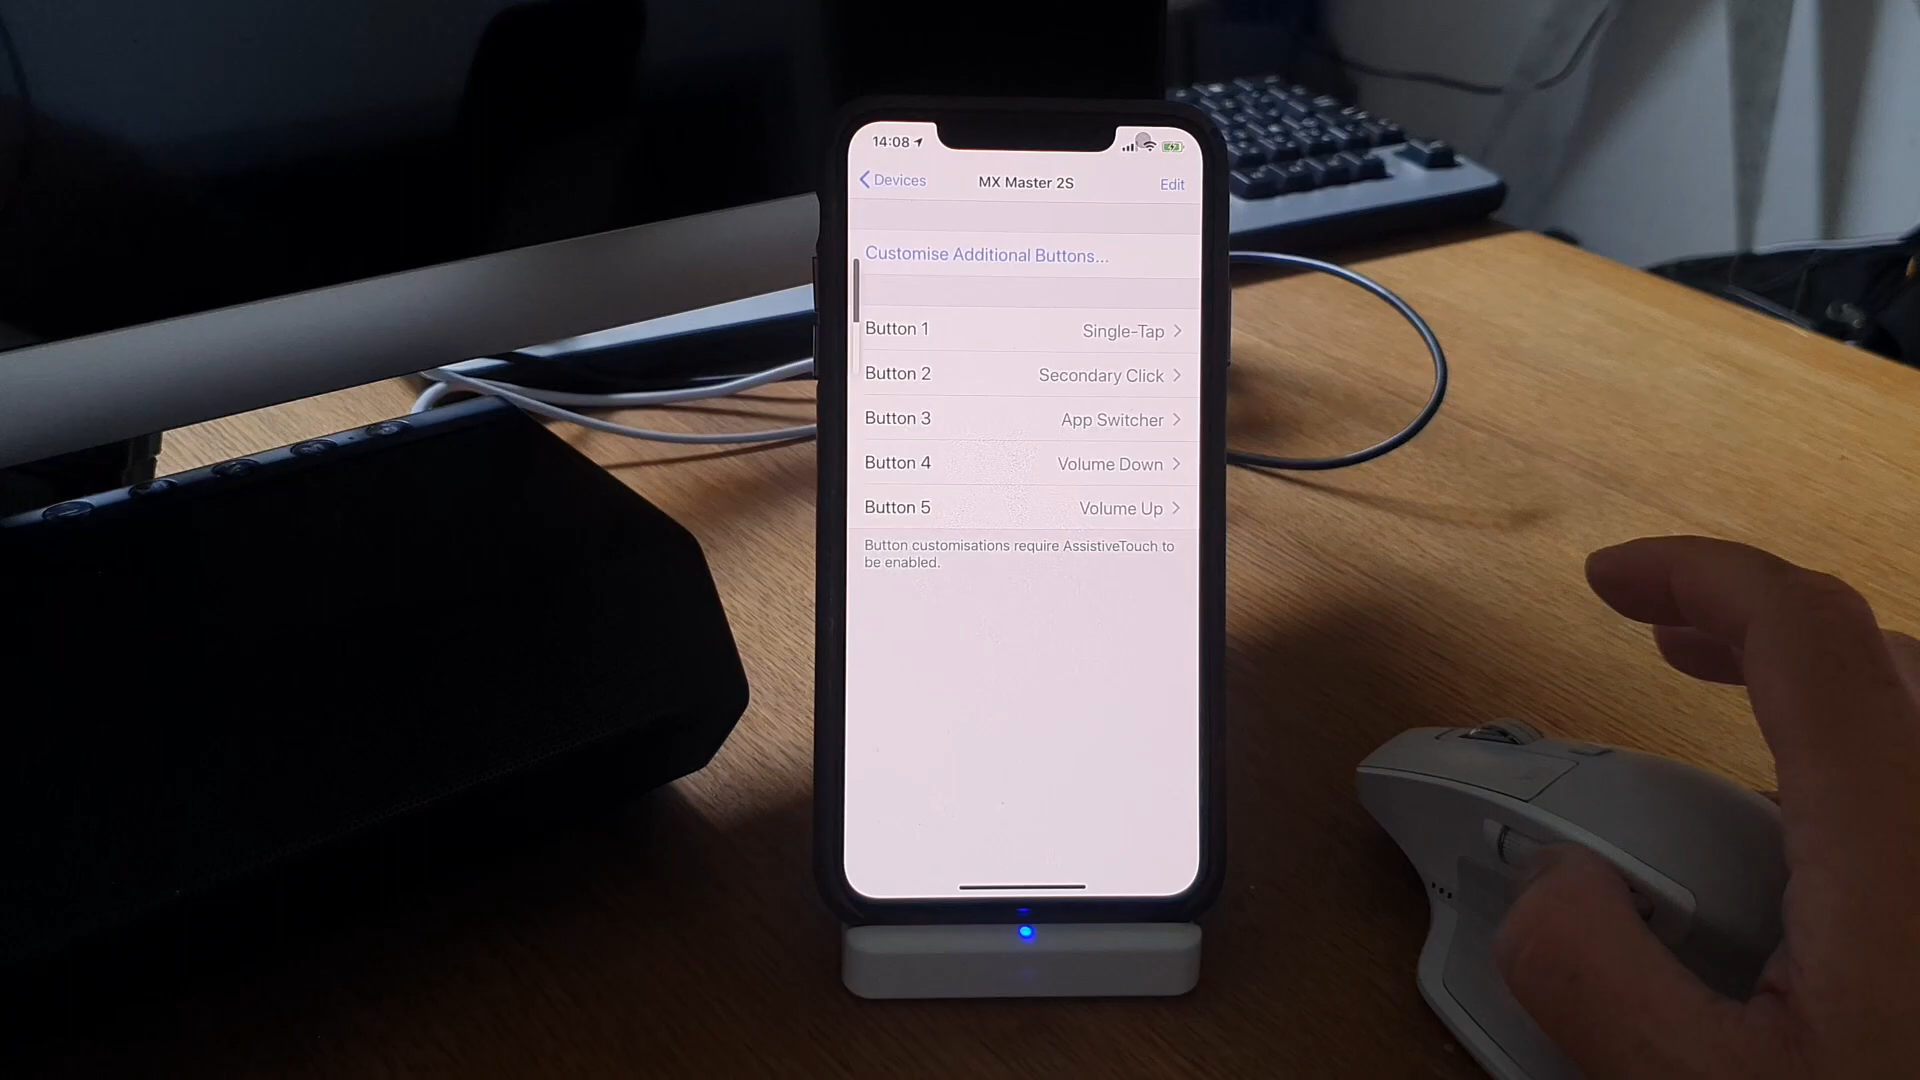 14:08
Devices
MX Master 2S
Edit
Customise Additional Buttons...
Button 1 Single-Tap
Button 2 Secondary Click
Button 3 App Switcher
Button 4 Volume Down
Button 5 Volume Up
Button customisations require AssistiveTouch to
be enabled.